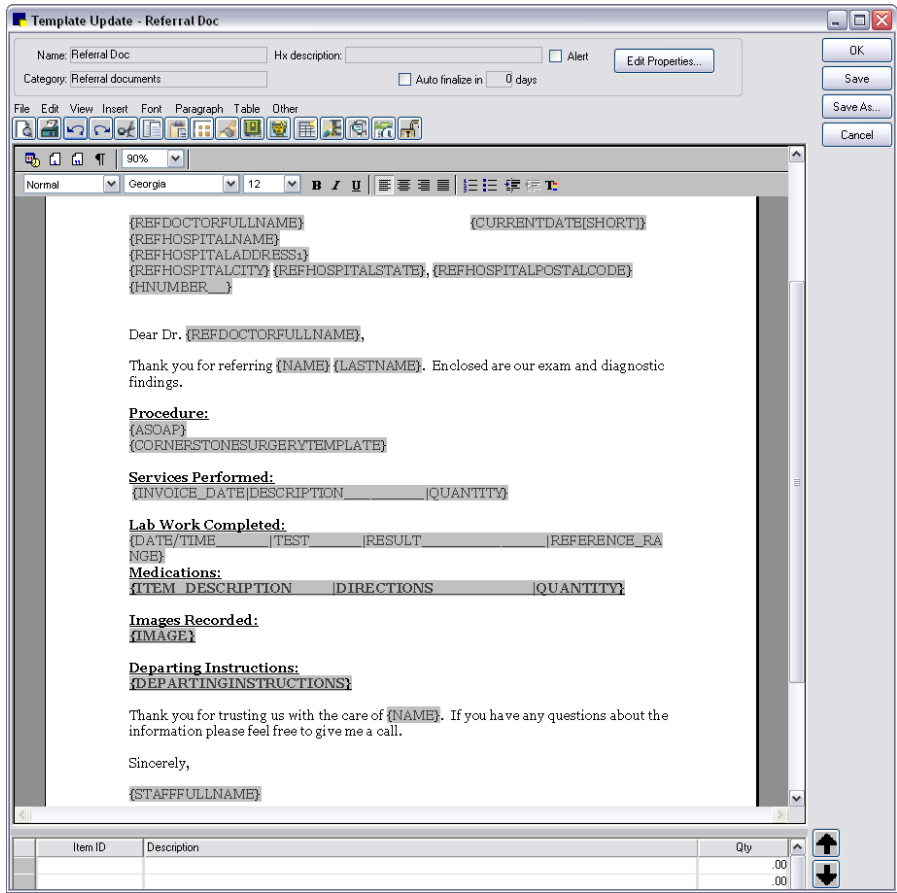 Template Update - Referral Doc
Name: Referral Doc Hx description: Alert Edit Properties... OK
Category: Referral documents Auto finalize in 0 days Save
File Edit View Insert Font Paragraph Table Other Save As...
Cancel
90%
Normal Georgia 12 B I U
{REFDOCTORFULLNAME} {CURRENTDATE[SHORT]}
{REFHOSPITALNAME}
{REFHOSPITALADDRESS1}
{REFHOSPITALCITY} {REFHOSPITALSTATE}, {REFHOSPITALPOSTALCODE}
{HNUMBER__}
Dear Dr. {REFDOCTORFULLNAME},
Thank you for referring {NAME} {LASTNAME}. Enclosed are our exam and diagnostic
findings.
Procedure:
{ASOAP}
{CORNERSTONESURGERYTEMPLATE}
Services Performed:
{INVOICE_DATE|DESCRIPTION_________|QUANTITY}
Lab Work Completed:
{DATE/TIME______|TEST______|RESULT______________|REFERENCE_RA
NGE}
Medications:
{ITEM_DESCRIPTION____|DIRECTIONS___________|QUANTITY}
Images Recorded:
{IMAGE}
Departing Instructions:
{DEPARTINGINSTRUCTIONS}
Thank you for trusting us with the care of {NAME}. If you have any questions about the
information please feel free to give me a call.
Sincerely,
{STAFFFULLNAME}
Item ID Description Qty
.00
.00